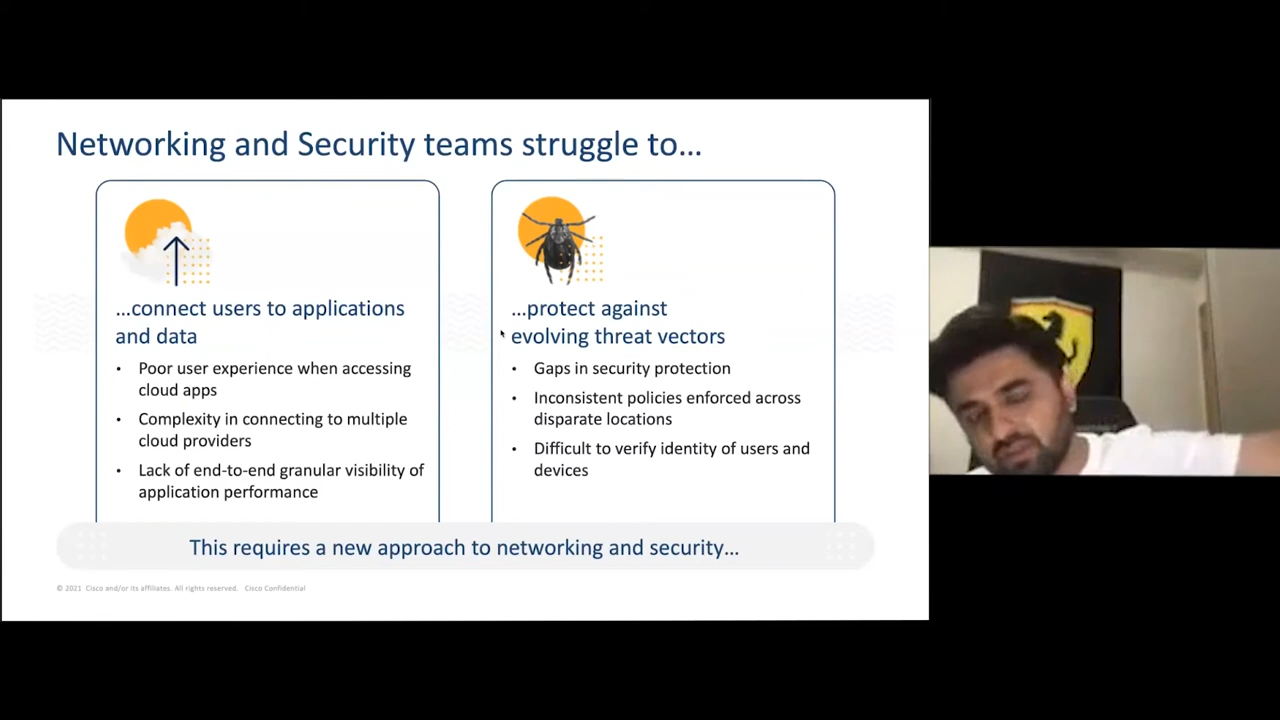 Networking and Security teams struggle to...
...connect users to applications
and data
• Poor user experience when accessing
cloud apps
• Complexity in connecting to multiple
cloud providers
• Lack of end-to-end granular visibility of
application performance
...protect against
evolving threat vectors
• Gaps in security protection
• Inconsistent policies enforced across
disparate locations
• Difficult to verify identity of users and
devices
This requires a new approach to networking and security...
© 2021 Cisco and/or its affiliates. All rights reserved. Cisco Confidential